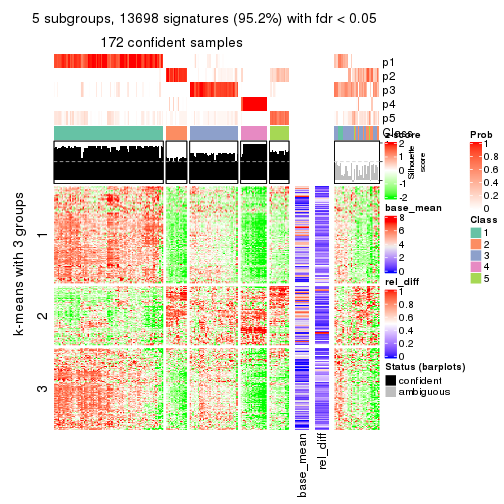 5 subgroups, 13698 signatures (95.2%) with fdr < 0.05
172 confident samples
p1
p2
p3
p4
p5
Class
Silhouette
score
k-means with 3 groups
1
2
3
base_mean
rel_diff
z-score
2
1
0
-1
-2
base_mean
8
6
4
2
0
rel_diff
1
0.8
0.6
0.4
0.2
0
Status (barplots)
confident
ambiguous
Prob
1
0.8
0.6
0.4
0.2
0
Class
1
2
3
4
5